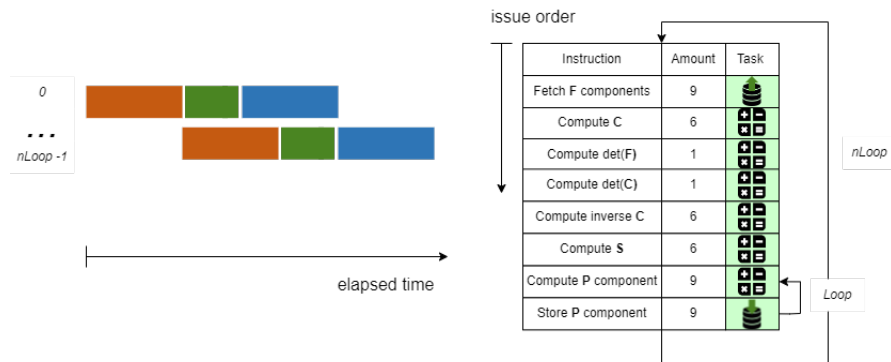 issue order
0
...
nLoop -1
elapsed time
Instruction Amount Task
Fetch F components 9
Compute C 6
Compute det(F) 1
Compute det(C) 1
Compute inverse C 6
Compute S 6
Compute P component 9
Store P component 9
nLoop
Loop